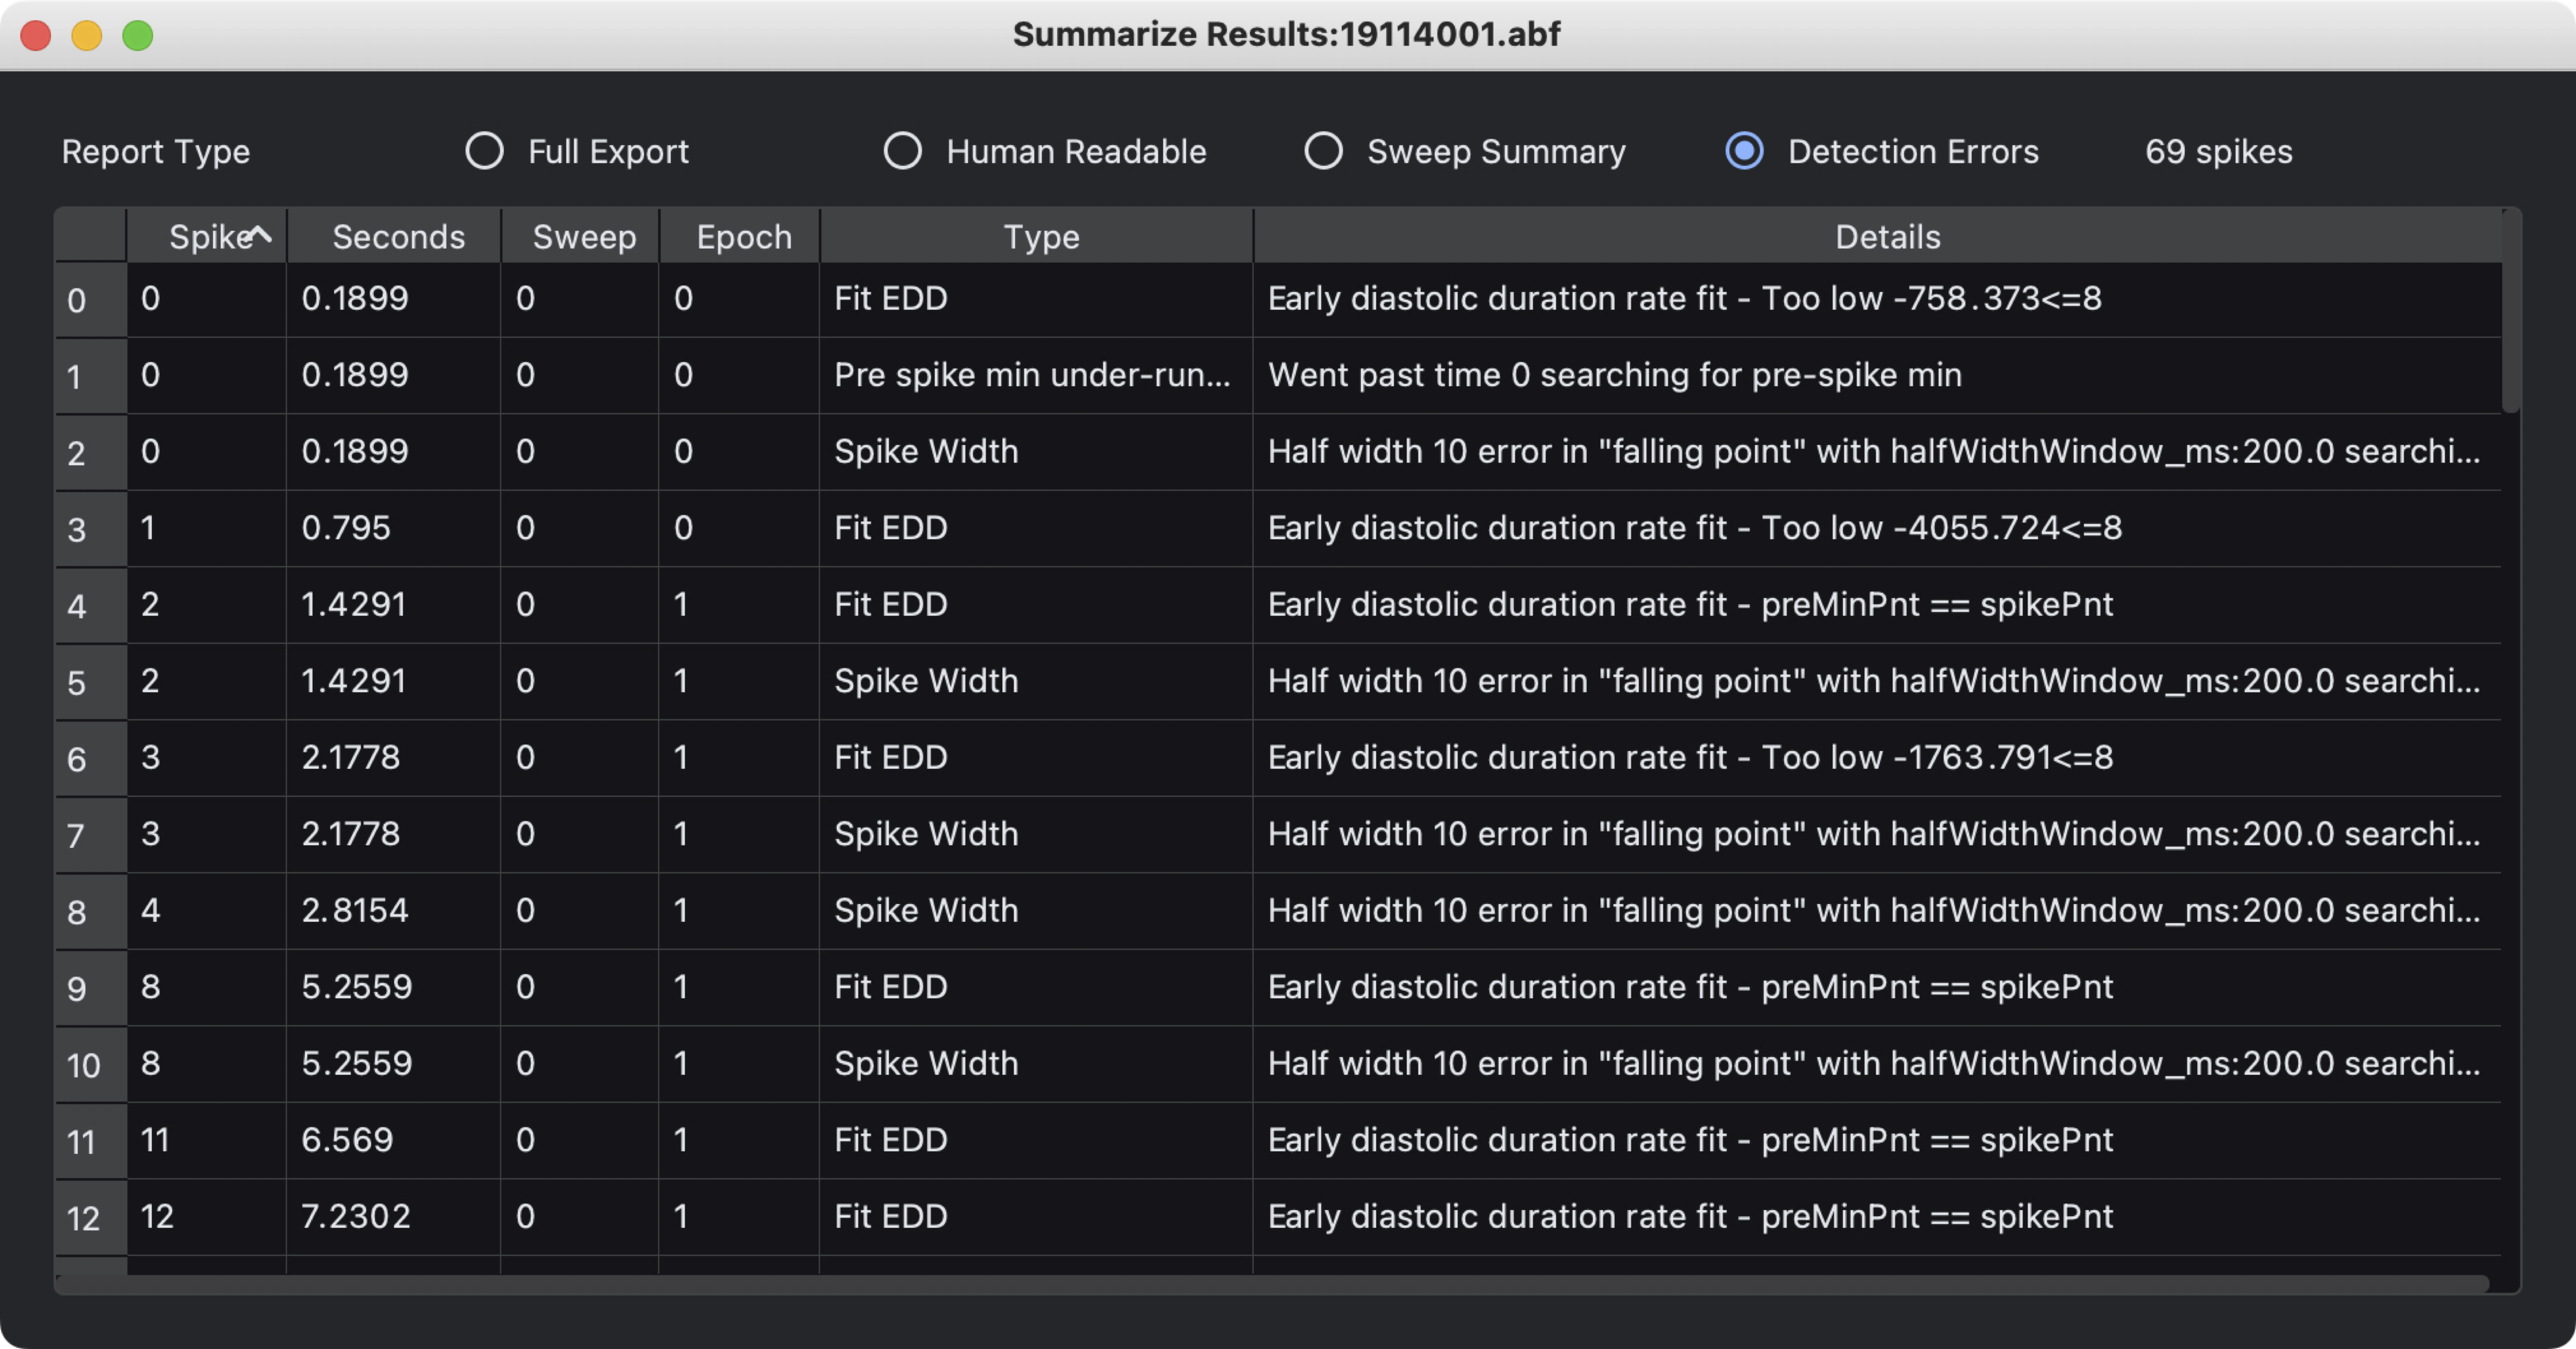 Summarize Results:19114001.abf
Report Type Full Export Human Readable Sweep Summary Detection Errors 69 spikes
Spike Seconds Sweep Epoch Type Details
0 0 0.1899 0 0 Fit EDD Early diastolic duration rate fit - Too low -758.373<=8
1 0 0.1899 0 0 Pre spike min under-run... Went past time 0 searching for pre-spike min
2 0 0.1899 0 0 Spike Width Half width 10 error in "falling point" with halfWidthWindow_ms:200.0 searchi...
3 1 0.795 0 0 Fit EDD Early diastolic duration rate fit - Too low -4055.724<=8
4 2 1.4291 0 1 Fit EDD Early diastolic duration rate fit - preMinPnt == spikePnt
5 2 1.4291 0 1 Spike Width Half width 10 error in "falling point" with halfWidthWindow_ms:200.0 searchi...
6 3 2.1778 0 1 Fit EDD Early diastolic duration rate fit - Too low -1763.791<=8
7 3 2.1778 0 1 Spike Width Half width 10 error in "falling point" with halfWidthWindow_ms:200.0 searchi...
8 4 2.8154 0 1 Spike Width Half width 10 error in "falling point" with halfWidthWindow_ms:200.0 searchi...
9 8 5.2559 0 1 Fit EDD Early diastolic duration rate fit - preMinPnt == spikePnt
10 8 5.2559 0 1 Spike Width Half width 10 error in "falling point" with halfWidthWindow_ms:200.0 searchi...
11 11 6.569 0 1 Fit EDD Early diastolic duration rate fit - preMinPnt == spikePnt
12 12 7.2302 0 1 Fit EDD Early diastolic duration rate fit - preMinPnt == spikePnt